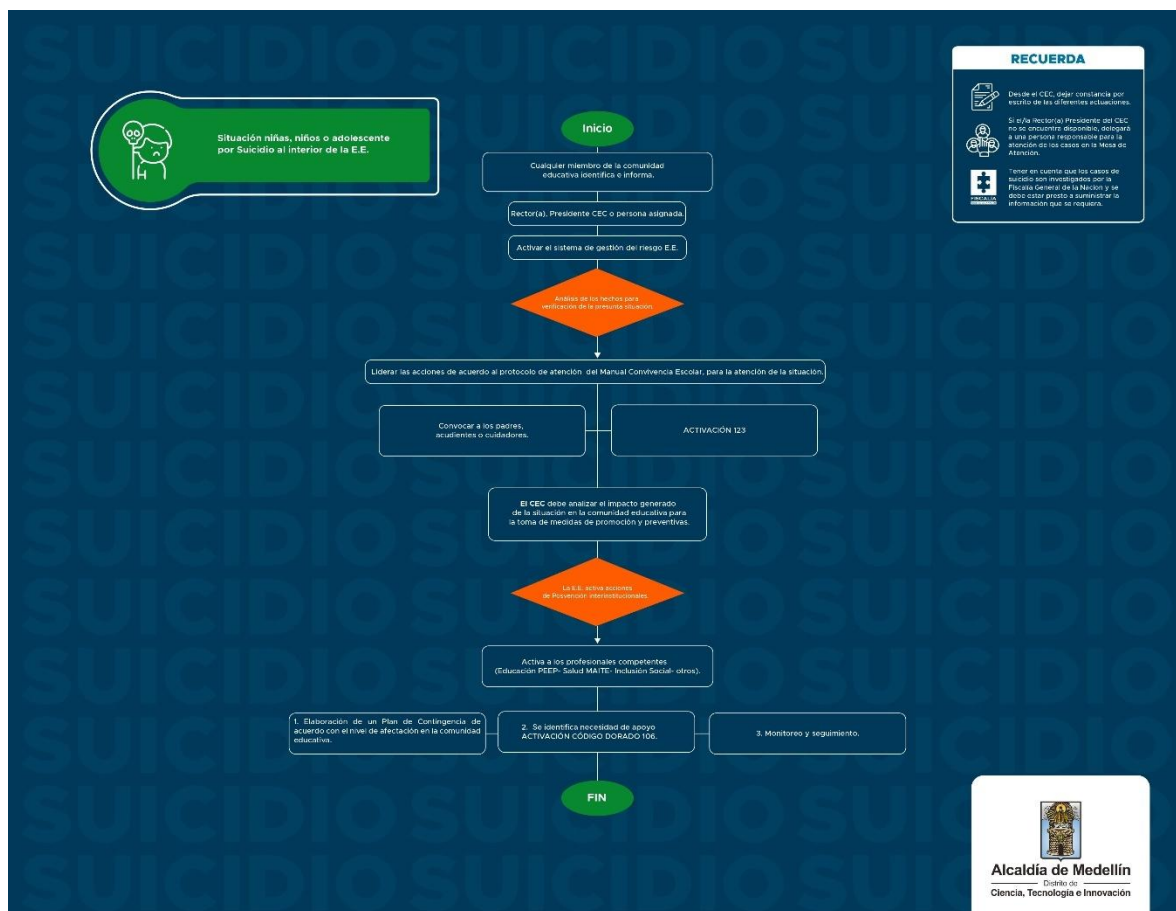 Situación niñas, niños o adolescente
por Suicidio al interior de la E.E.
RECUERDA
Desde el CEC, dejar constancia por
escrito de las diferentes actuaciones.
Si el/la Rector(a) Presidente del CEC
no se encuentra disponible, delegará
a una persona responsable para la
atención de los casos en la Mesa de
Atención.
FISCALÍA
Tener en cuenta que los casos de
suicidio son investigados por la
Fiscalia General de la Nacion y se
debe estar presto a suministrar la
información que se requiera.
Inicio
Cualquier miembro de la comunidad
educativa identifica e informa.
Rector(a), Presidente CEC o persona asignada.
Activar el sistema de gestión del riesgo E.E.
Análisis de los hechos para
verificación de la presunta situación.
Liderar las acciones de acuerdo al protocolo de atención del Manual Convivencia Escolar, para la atención de la situación.
Convocar a los padres,
acudientes o cuidadores.
ACTIVACIÓN 123
El CEC debe analizar el impacto generado
de la situación en la comunidad educativa para
la toma de medidas de promoción y preventivas.
La E.E. activa acciones
de Posvención interinstitucionales.
Activa a los profesionales competentes
(Educación PEEP- Salud MAITE- Inclusión Social- otros).
1. Elaboración de un Plan de Contingencia de
acuerdo con el nivel de afectación en la comunidad
educativa.
2. Se identifica necesidad de apoyo
ACTIVACIÓN CÓDIGO DORADO 106.
3. Monitoreo y seguimiento.
FIN
Alcaldía de Medellín
Distrito de
Ciencia, Tecnología e Innovación